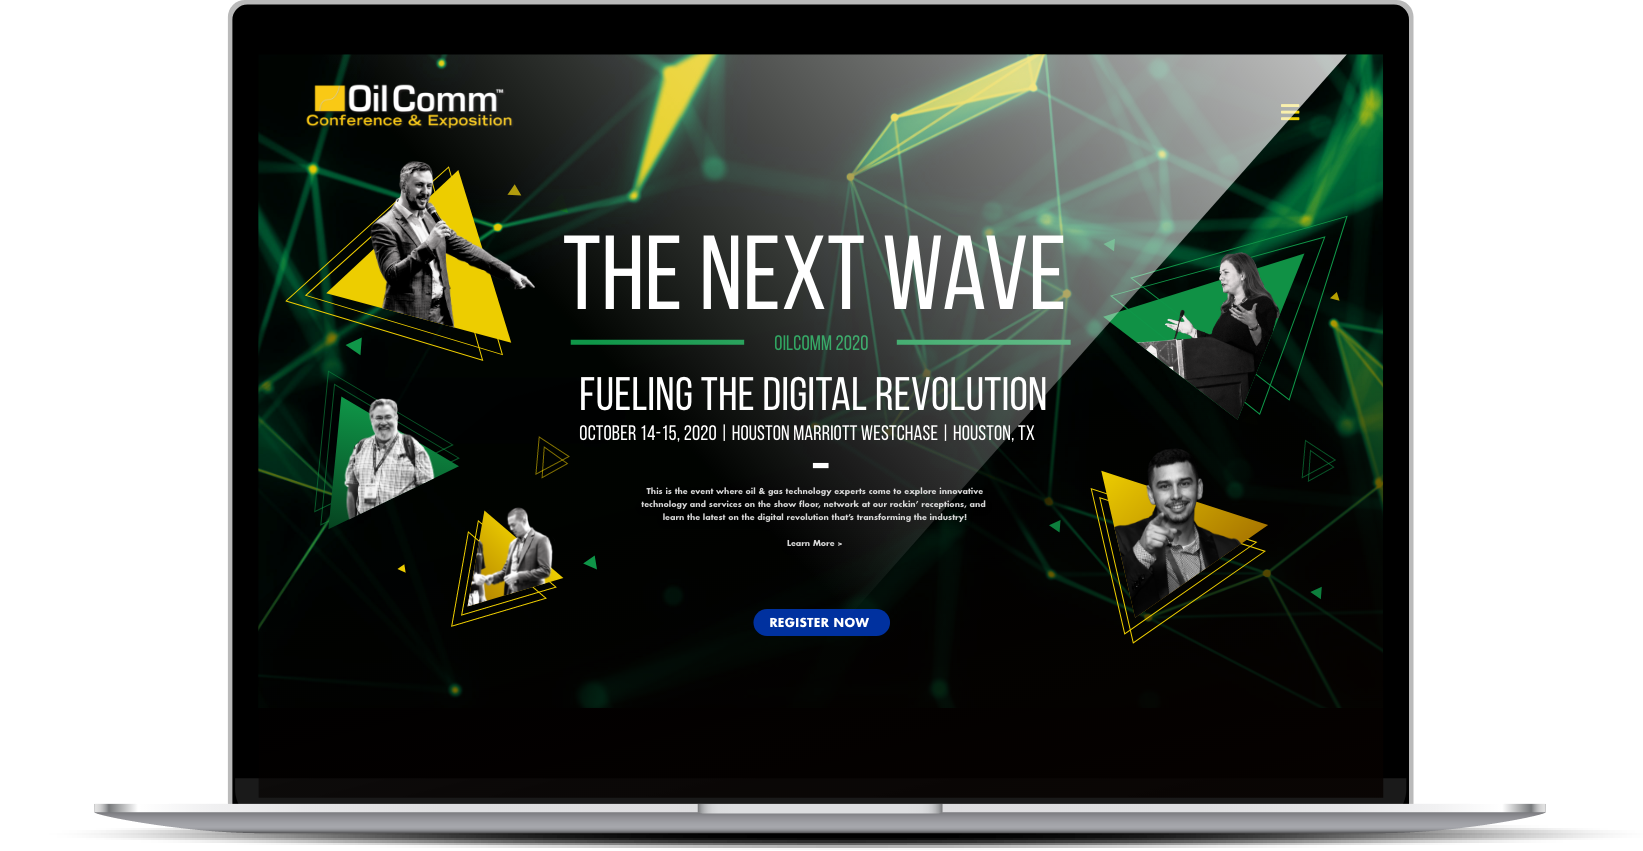 Oil Comm™
Conference & Exposition
THE NEXT WAVE
OILCOMM 2020
FUELING THE DIGITAL REVOLUTION
OCTOBER 14-15, 2020 | HOUSTON MARRIOTT WESTCHASE | HOUSTON, TX
This is the event where oil & gas technology experts come to explore innovative
technology and services on the show floor, network at our rockin’ receptions, and
learn the latest on the digital revolution that’s transforming the industry!
Learn More >
REGISTER NOW